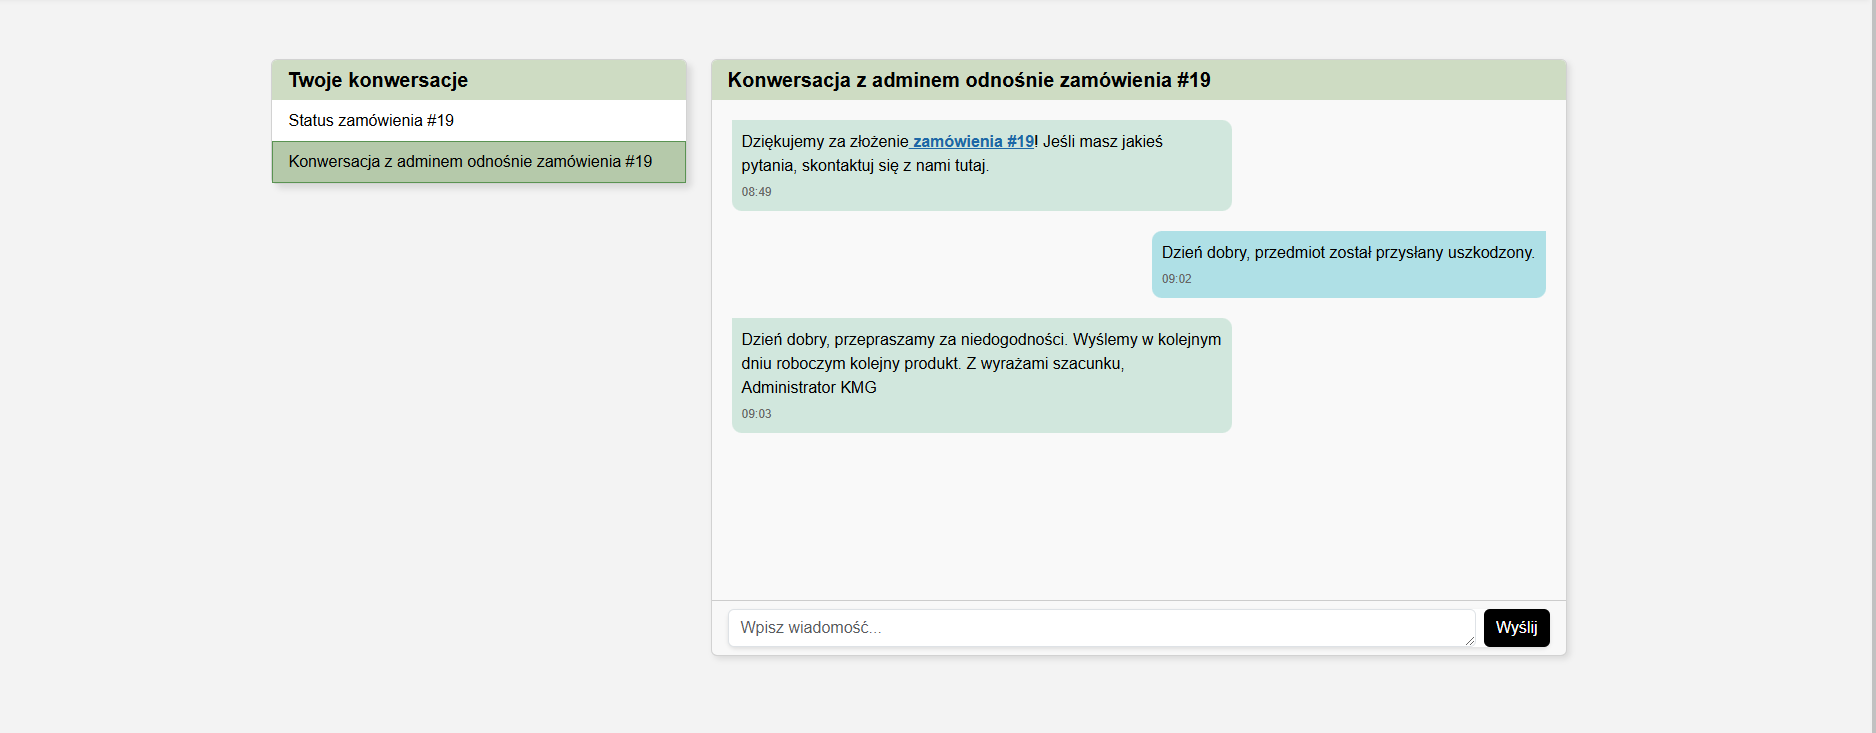 Twoje konwersacje
Status zamówienia #19
Konwersacja z adminem odnośnie zamówienia #19
Konwersacja z adminem odnośnie zamówienia #19
Dziękujemy za złożenie zamówienia #19! Jeśli masz jakieś
pytania, skontaktuj się z nami tutaj.
08:49
Dzień dobry, przedmiot został przysłany uszkodzony.
09:02
Dzień dobry, przepraszamy za niedogodności. Wyślemy w kolejnym
dniu roboczym kolejny produkt. Z wyrażami szacunku,
Administrator KMG
09:03
Wpisz wiadomość...
Wyślij